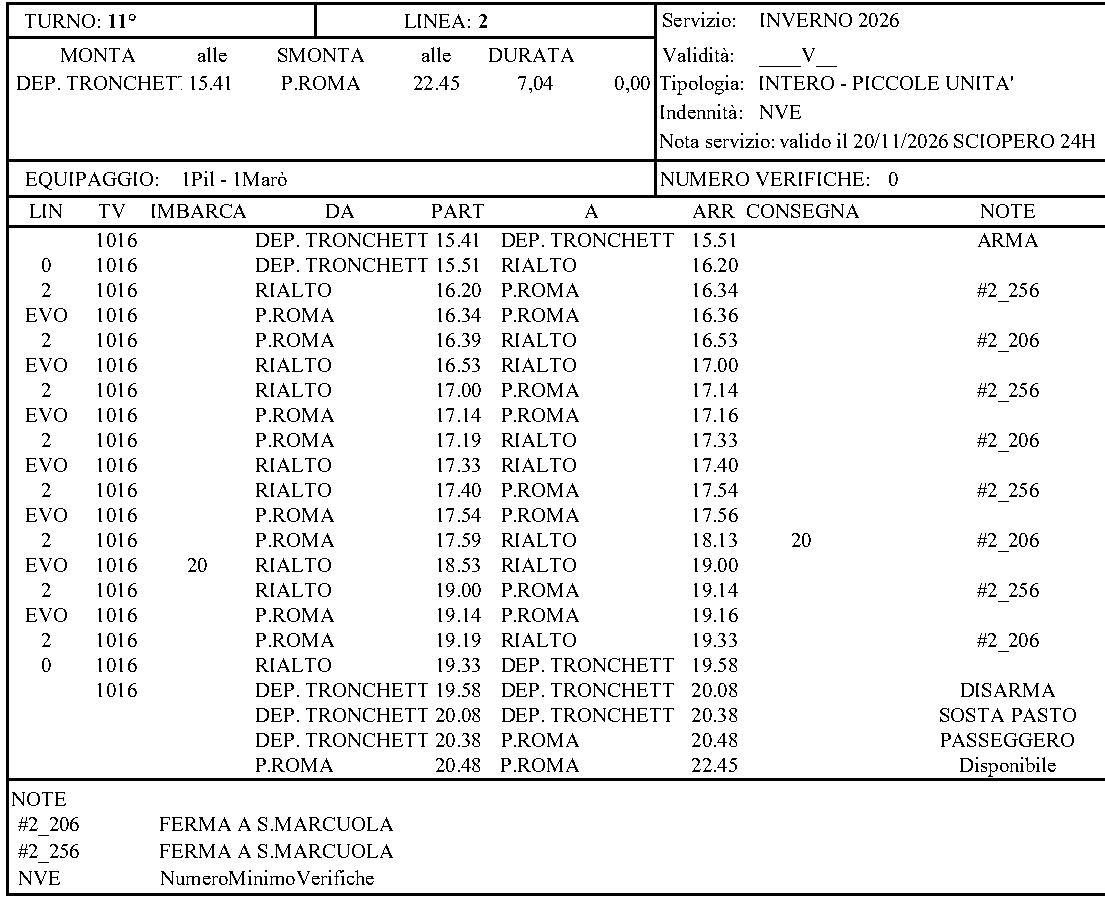 TURNO: 11° LINEA: 2 Servizio: INVERNO 2026
MONTA alle SMONTA alle DURATA Validità: ____V__
DEP. TRONCHETT 15.41 P.ROMA 22.45 7,04 0,00 Tipologia: INTERO - PICCOLE UNITA'
Indennità: NVE
Nota servizio: valido il 20/11/2026 SCIOPERO 24H
EQUIPAGGIO: 1Pil - 1Marò NUMERO VERIFICHE: 0
LIN TV IMBARCA DA PART A ARR CONSEGNA NOTE
1016 DEP. TRONCHETT 15.41 DEP. TRONCHETT 15.51 ARMA
0 1016 DEP. TRONCHETT 15.51 RIALTO 16.20
2 1016 RIALTO 16.20 P.ROMA 16.34 #2_256
EVO 1016 P.ROMA 16.34 P.ROMA 16.36
2 1016 P.ROMA 16.39 RIALTO 16.53 #2_206
EVO 1016 RIALTO 16.53 RIALTO 17.00
2 1016 RIALTO 17.00 P.ROMA 17.14 #2_256
EVO 1016 P.ROMA 17.14 P.ROMA 17.16
2 1016 P.ROMA 17.19 RIALTO 17.33 #2_206
EVO 1016 RIALTO 17.33 RIALTO 17.40
2 1016 RIALTO 17.40 P.ROMA 17.54 #2_256
EVO 1016 P.ROMA 17.54 P.ROMA 17.56
2 1016 P.ROMA 17.59 RIALTO 18.13 20 #2_206
EVO 1016 20 RIALTO 18.53 RIALTO 19.00
2 1016 RIALTO 19.00 P.ROMA 19.14 #2_256
EVO 1016 P.ROMA 19.14 P.ROMA 19.16
2 1016 P.ROMA 19.19 RIALTO 19.33 #2_206
0 1016 RIALTO 19.33 DEP. TRONCHETT 19.58
1016 DEP. TRONCHETT 19.58 DEP. TRONCHETT 20.08 DISARMA
DEP. TRONCHETT 20.08 DEP. TRONCHETT 20.38 SOSTA PASTO
DEP. TRONCHETT 20.38 P.ROMA 20.48 PASSEGGERO
P.ROMA 20.48 P.ROMA 22.45 Disponibile
NOTE
#2_206 FERMA A S.MARCUOLA
#2_256 FERMA A S.MARCUOLA
NVE NumeroMinimoVerifiche